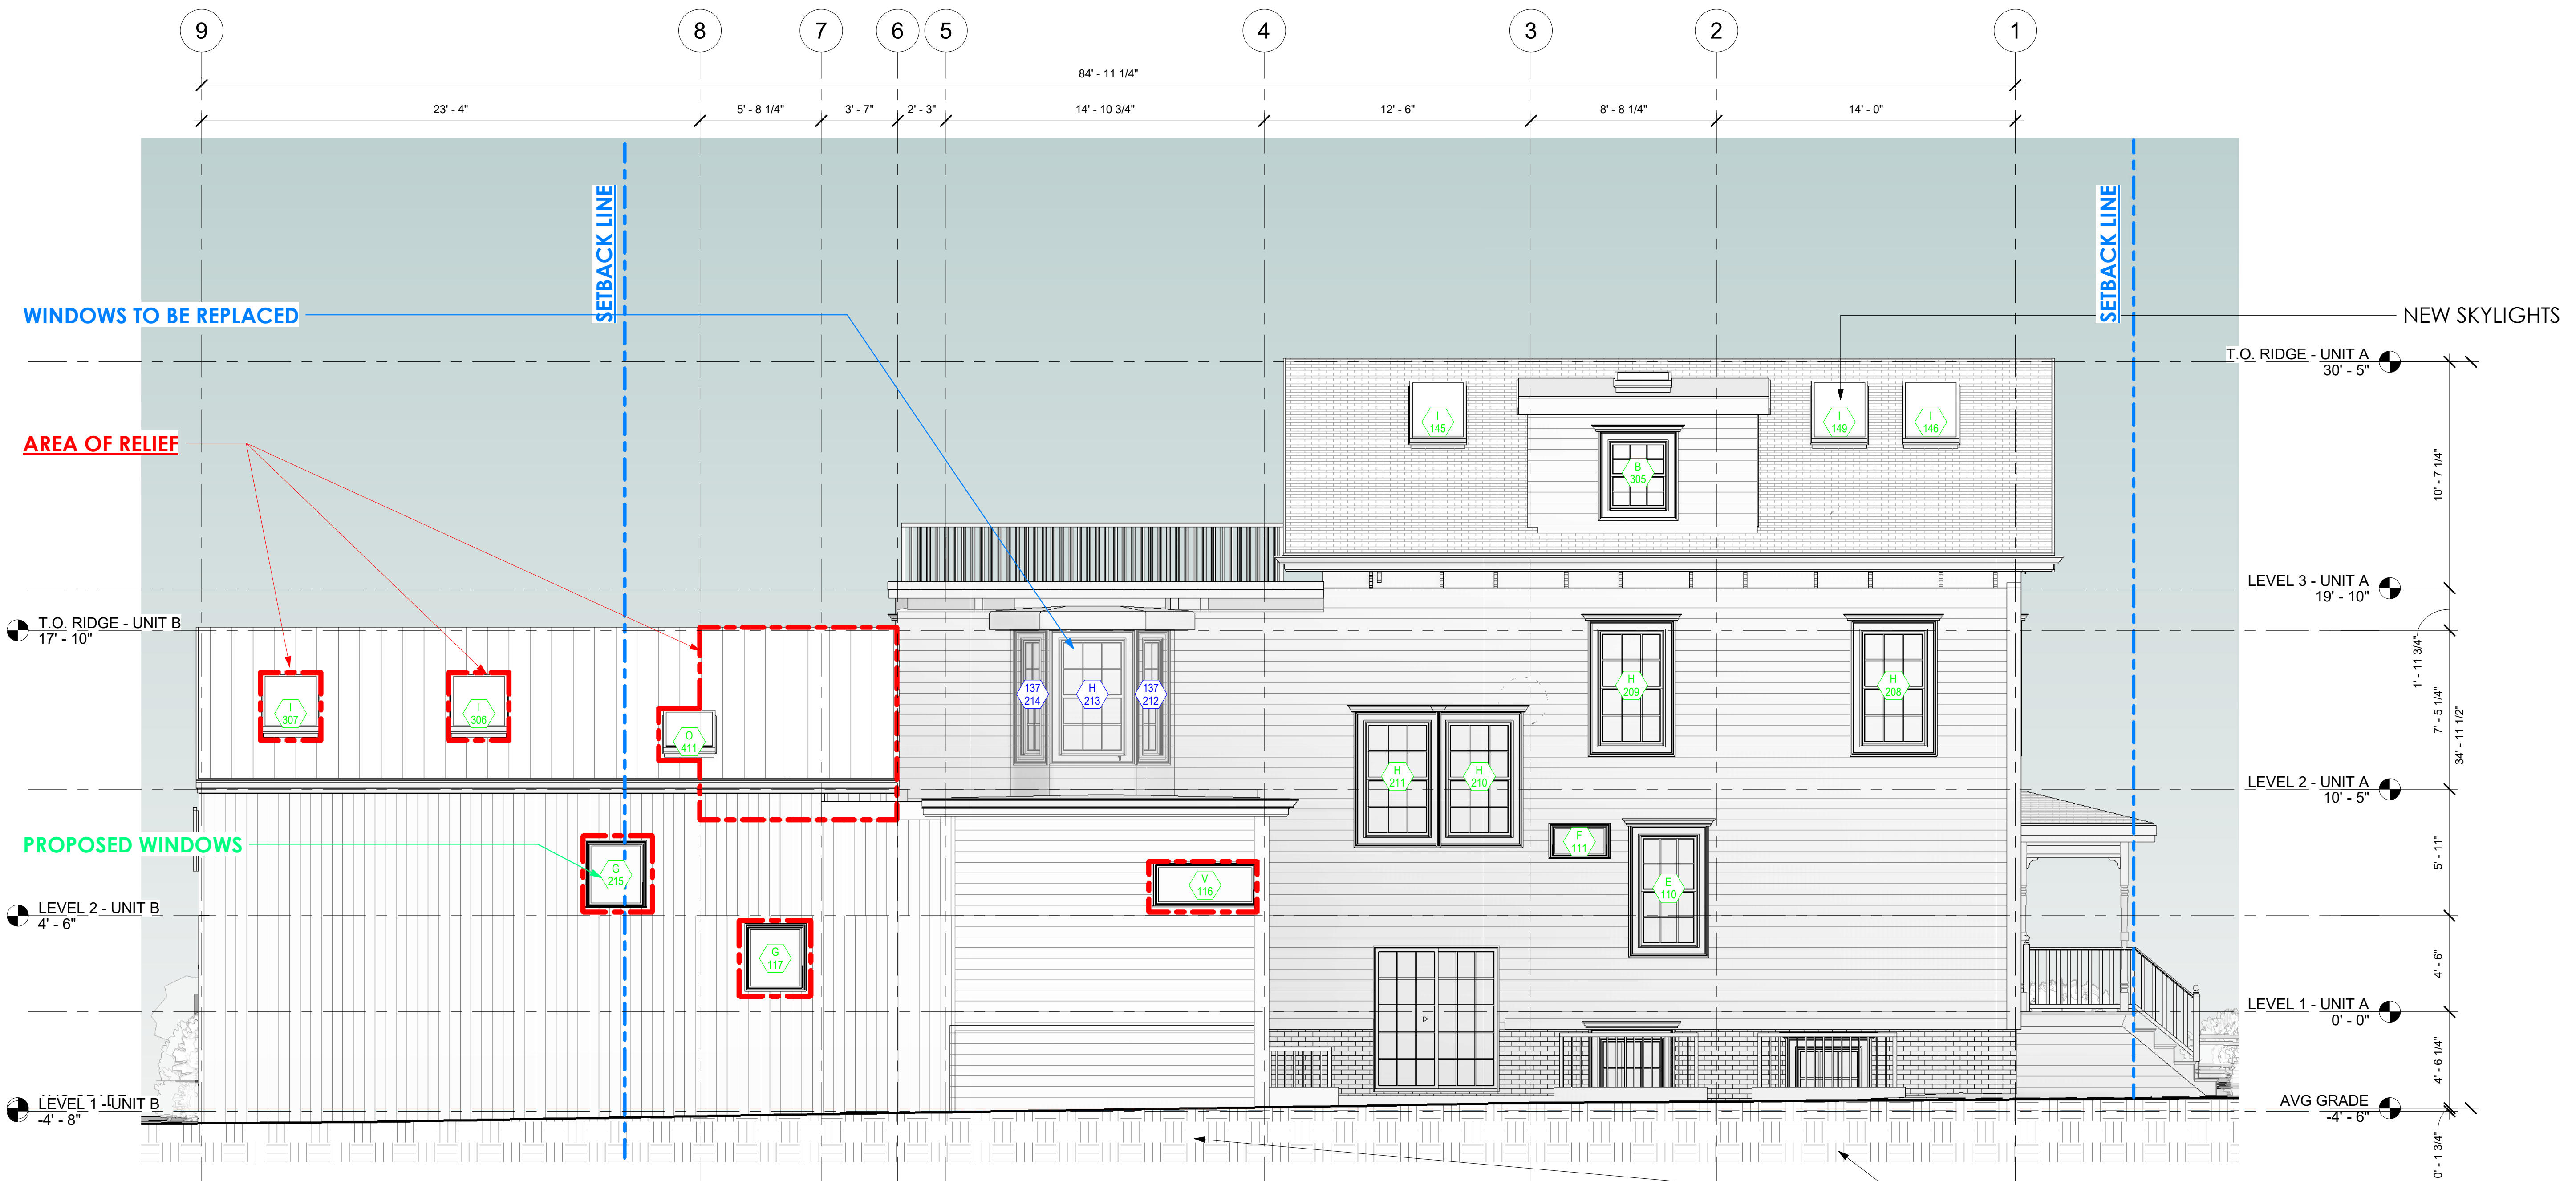 9
8
7
6
5
4
3
2
1
84' - 11 1/4"
23' - 4"
5' - 8 1/4"
3' - 7"
2' - 3"
14' - 10 3/4"
12' - 6"
8' - 8 1/4"
14' - 0"
SETBACK LINE
SETBACK LINE
WINDOWS TO BE REPLACED
NEW SKYLIGHTS
T.O. RIDGE - UNIT A
30' - 5"
I
145
I
149
I
146
AREA OF RELIEF
B
305
10' - 7 1/4"
LEVEL 3 - UNIT A
19' - 10"
T.O. RIDGE - UNIT B
17' - 10"
1' - 11 3/4"
137
214
H
213
137
212
H
209
H
208
I
307
I
306
O
411
7' - 5 1/4"
34' - 11 1/2"
H
211
H
210
LEVEL 2 - UNIT A
10' - 5"
PROPOSED WINDOWS
F
111
G
215
V
116
E
110
5' - 11"
LEVEL 2 - UNIT B
4' - 6"
G
117
4' - 6"
LEVEL 1 - UNIT A
0' - 0"
4' - 6 1/4"
LEVEL 1 - UNIT B
-4' - 8"
AVG GRADE
-4' - 6"
0' - 1 3/4"